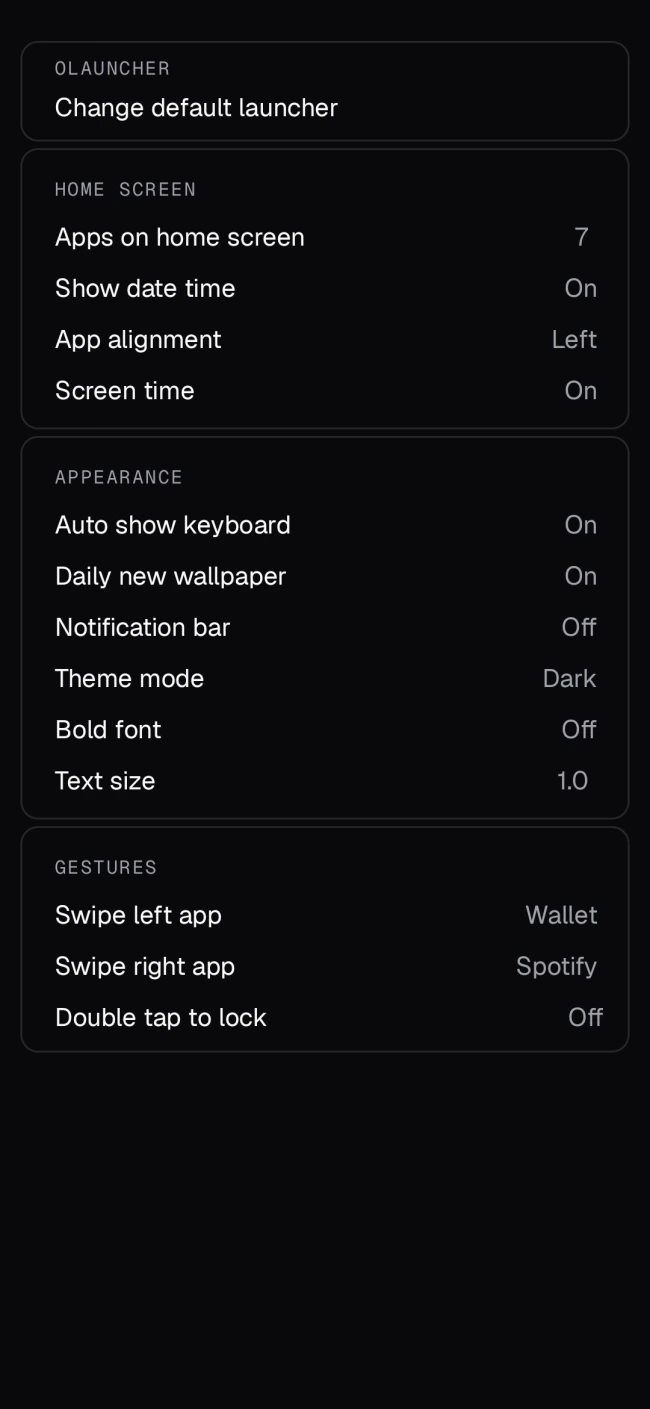 OLAUNCHER
Change default launcher
HOME SCREEN
Apps on home screen 7
Show date time On
App alignment Left
Screen time On
APPEARANCE
Auto show keyboard On
Daily new wallpaper On
Notification bar Off
Theme mode Dark
Bold font Off
Text size 1.0
GESTURES
Swipe left app Wallet
Swipe right app Spotify
Double tap to lock Off